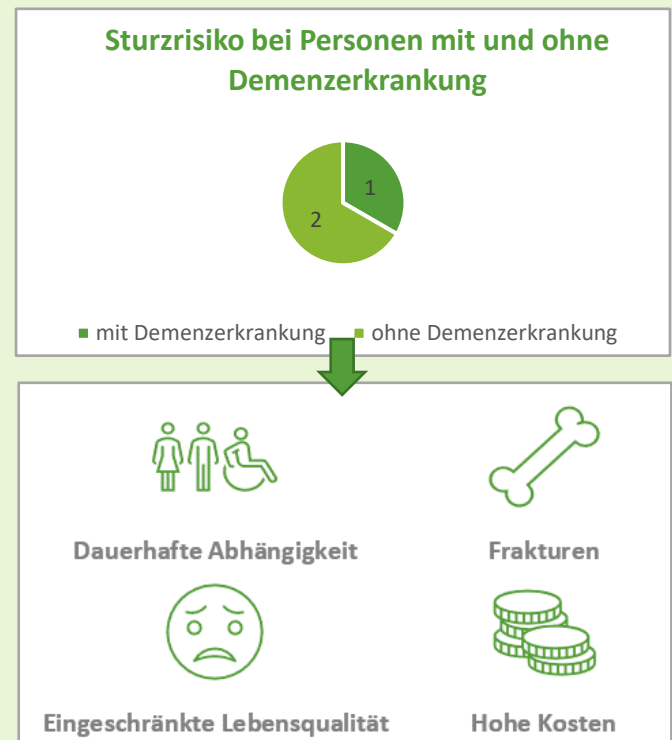 Sturzrisiko bei Personen mit und ohne
Demenzerkrankung
1
2
mit Demenzerkrankung
ohne Demenzerkrankung
Dauerhafte Abhängigkeit
Frakturen
Eingeschränkte Lebensqualität
Hohe Kosten